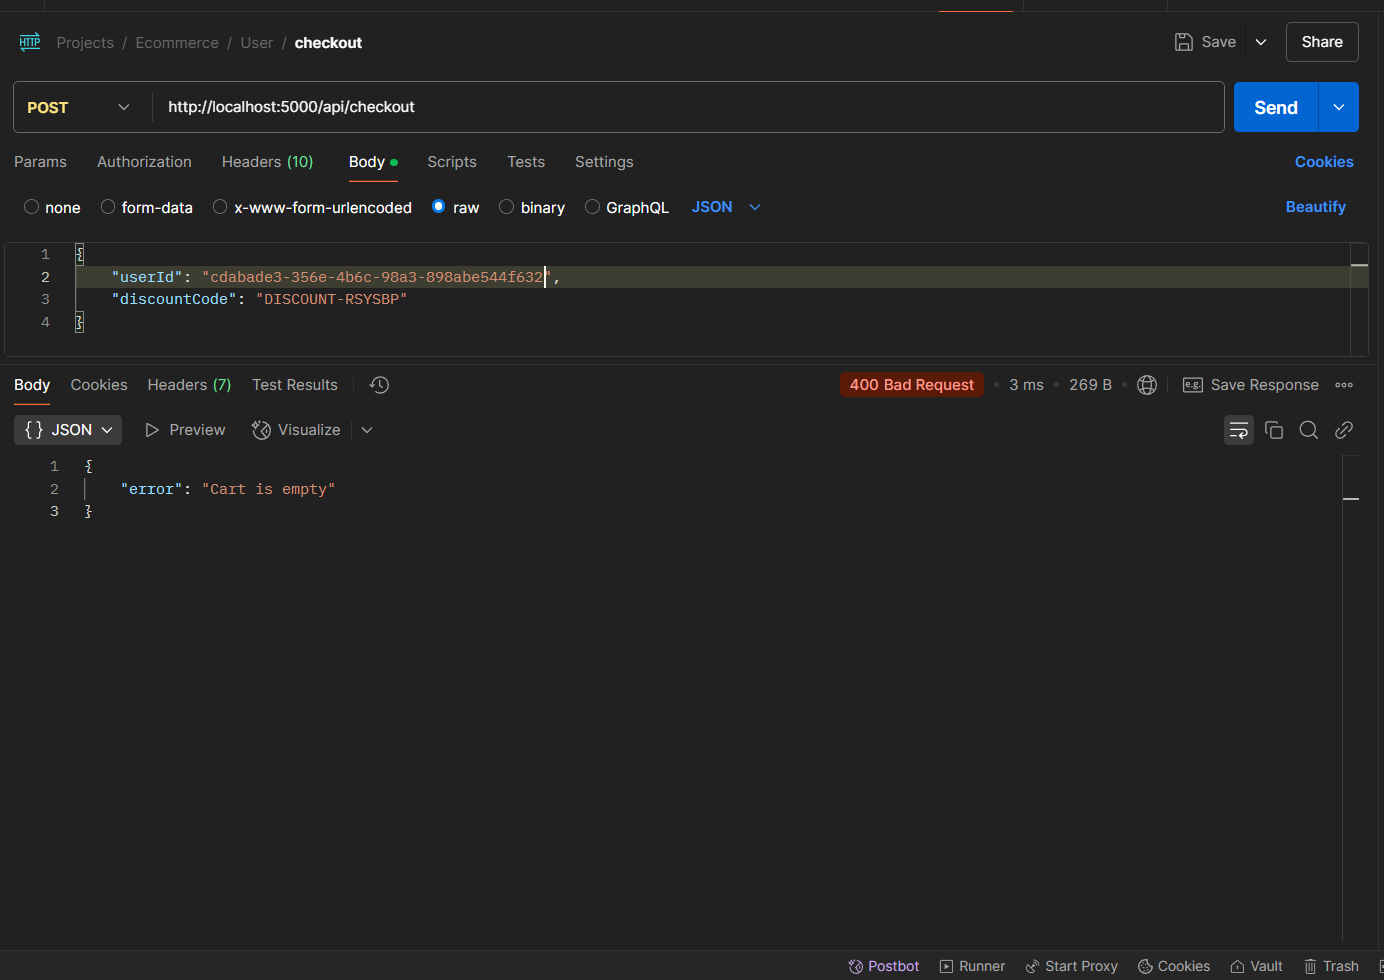 HTTP Projects / Ecommerce / User / checkout Save Share
POST http://localhost:5000/api/checkout Send
Params Authorization Headers (10) Body Scripts Tests Settings Cookies
none form-data x-www-form-urlencoded raw binary GraphQL JSON Beautify
1 {
2 "userId": "cdabade3-356e-4b6c-98a3-898abe544f632",
3 "discountCode": "DISCOUNT-RSYSBP"
4 }
Body Cookies Headers (7) Test Results 400 Bad Request • 3 ms • 269 B • e.g. Save Response
{} JSON Preview Visualize
1 {
2 "error": "Cart is empty"
3 }
Postbot Runner Start Proxy Cookies Vault Trash